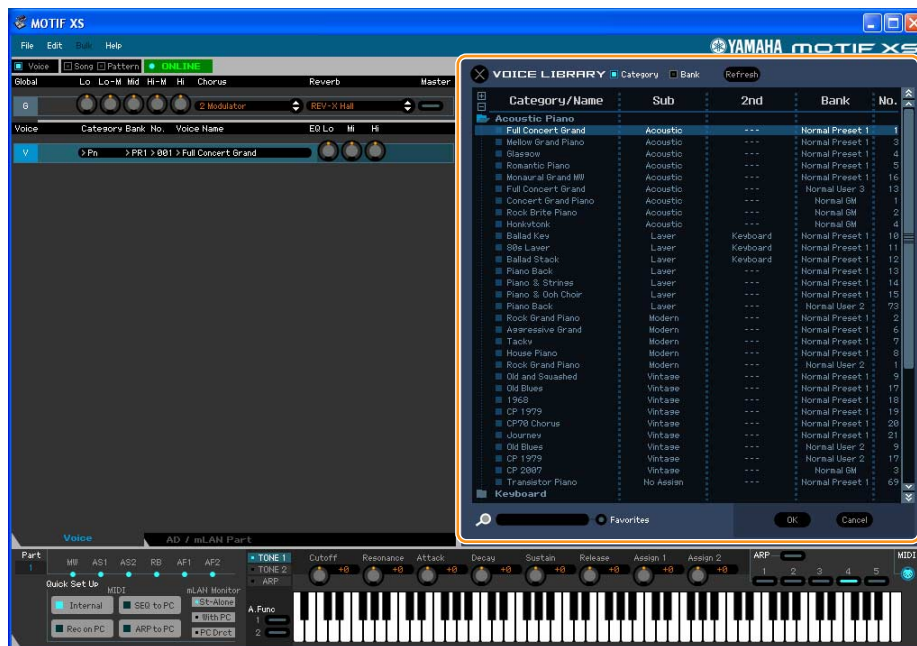 MOTIF XS
File Edit Bulk Help
YAMAHA MOTIF XS
Voice Song Pattern ONLINE
Global Lo Lo-M Mid Hi-M Hi Chorus Reverb Master
G 2 Modulator REV-X Hall
Voice Category Bank No. Voice Name EQ Lo Mi Hi
V >Pn >PR1 >001 >Full Concert Grand
VOICE LIBRARY Category Bank Refresh
Category/Name Sub 2nd Bank No.
Acoustic Piano
Full Concert Grand Acoustic --- Normal Preset 1 1
Mellow Grand Piano Acoustic --- Normal Preset 1 3
Glasgow Acoustic --- Normal Preset 1 4
Romantic Piano Acoustic --- Normal Preset 1 5
Monaural Grand MW Acoustic --- Normal Preset 1 16
Full Concert Grand Acoustic --- Normal User 3 13
Concert Grand Piano Acoustic --- Normal GM 1
Rock Brite Piano Acoustic --- Normal GM 2
Honkytonk Acoustic --- Normal GM 4
Ballad Key Layer Keyboard Normal Preset 1 10
80s Layer Layer Keyboard Normal Preset 1 11
Ballad Stack Layer Keyboard Normal Preset 1 12
Piano Back Layer --- Normal Preset 1 13
Piano & Strings Layer --- Normal Preset 1 14
Piano & Ooh Choir Layer --- Normal Preset 1 15
Piano Back Layer --- Normal User 2 73
Rock Grand Piano Modern --- Normal Preset 1 2
Aggressive Grand Modern --- Normal Preset 1 6
Tacky Modern --- Normal Preset 1 7
House Piano Modern --- Normal Preset 1 8
Rock Grand Piano Modern --- Normal User 2 1
Old and Squashed Vintage --- Normal Preset 1 9
Old Blues Vintage --- Normal Preset 1 17
1968 Vintage --- Normal Preset 1 18
CP 1979 Vintage --- Normal Preset 1 19
CP70 Chorus Vintage --- Normal Preset 1 20
Journey Vintage --- Normal Preset 1 21
Old Blues Vintage --- Normal User 2 9
CP 1979 Vintage --- Normal User 2 17
CP 2007 Vintage --- Normal GM 3
Transistor Piano No Assign --- Normal Preset 1 69
Keyboard
Favorites OK Cancel
Voice AD / mLAN Part
Part MW AS1 AS2 RB AF1 AF2
1
TONE 1 Cutoff Resonance Attack Decay Sustain Release Assign 1 Assign 2 ARP MIDI
TONE 2 +0 +0 +0 +0 +0 +0 +0 +0 1 2 3 4 5
ARP
Quick Set Up
MIDI mLAN Monitor
Internal SEQ to PC St-Alone
With PC
Rec on PC ARP to PC PC Drct
A.Func
1
2